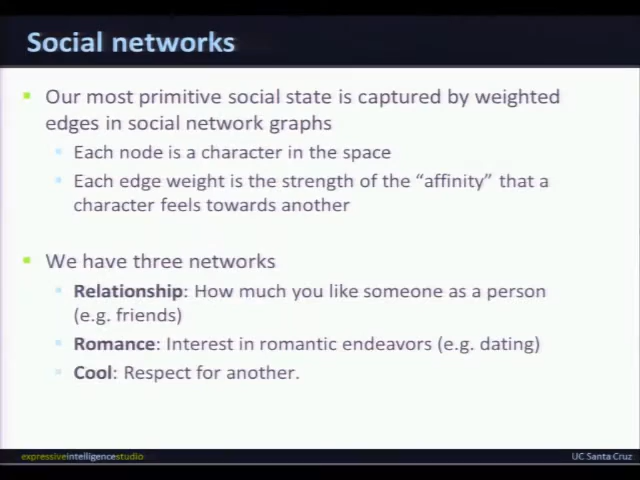 Social networks
Our most primitive social state is captured by weighted
edges in social network graphs
Each node is a character in the space
Each edge weight is the strength of the “affinity” that a
character feels towards another
We have three networks
Relationship: How much you like someone as a person
(e.g. friends)
Romance: Interest in romantic endeavors (e.g. dating)
Cool: Respect for another.
expressiveintelligencestudio
UC Santa Cruz